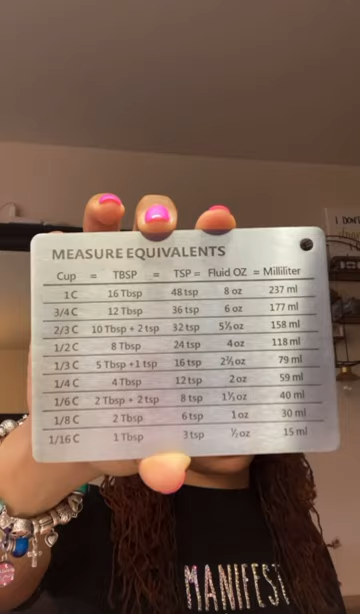 I DON'T
MEASURE EQUIVALENTS
Cup = TBSP = TSP = Fluid OZ = Milliliter
1 C 16 Tbsp 48 tsp 8 oz 237 ml
3/4 C 12 Tbsp 36 tsp 6 oz 177 ml
2/3 C 10 Tbsp + 2 tsp 32 tsp 5⅓ oz 158 ml
1/2 C 8 Tbsp 24 tsp 4 oz 118 ml
1/3 C 5 Tbsp +1 tsp 16 tsp 2⅔ oz 79 ml
1/4 C 4 Tbsp 12 tsp 2 oz 59 ml
1/6 C 2 Tbsp + 2 tsp 8 tsp 1⅓ oz 40 ml
1/8 C 2 Tbsp 6 tsp 1 oz 30 ml
1/16 C 1 Tbsp 3 tsp ½ oz 15 ml
MANIFEST